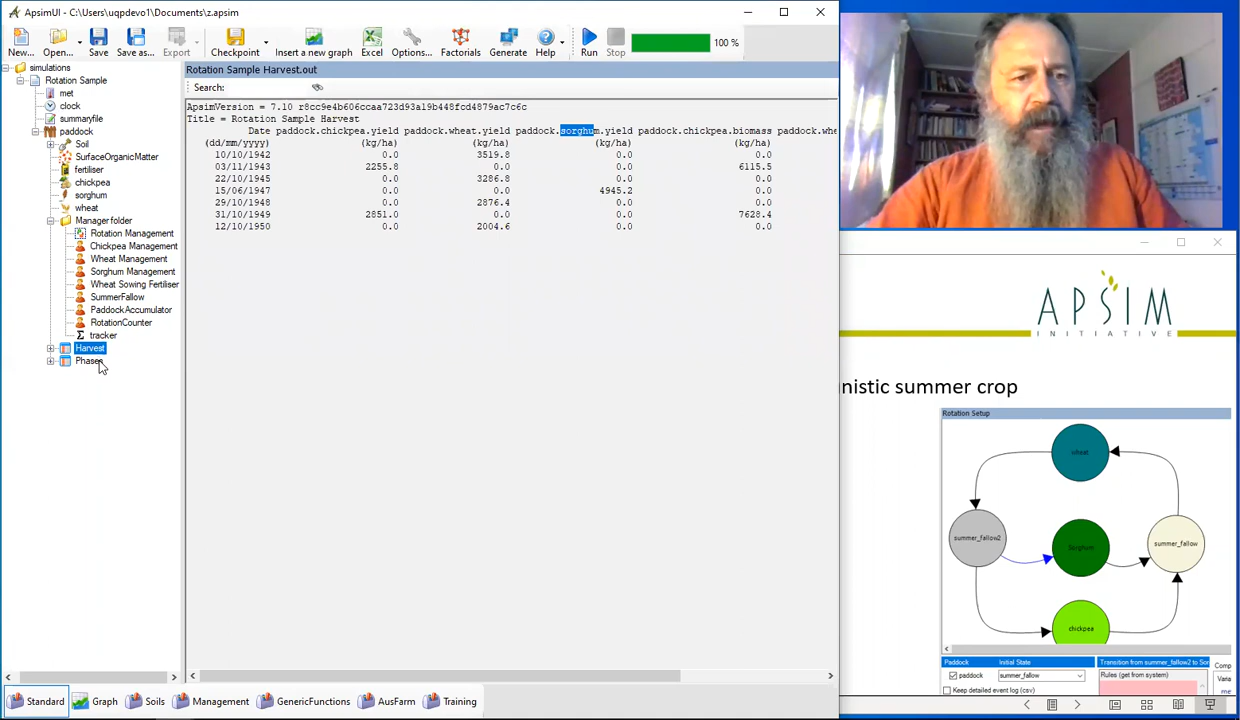 ApsimUI - C:\Users\uqpdevo1\Documents\z.apsim
New... Open... Save Save as... Export Checkpoint Insert a new graph Excel Options... Factorials Generate Help Run Stop 100 %
simulations
Rotation Sample
met
clock
summaryfile
paddock
Soil
SurfaceOrganicMatter
fertiliser
chickpea
sorghum
wheat
Manager folder
Rotation Management
Chickpea Management
Wheat Management
Sorghum Management
Wheat Sowing Fertiliser
SummerFallow
PaddockAccumulator
RotationCounter
Σ tracker
Harvest
Phases
Rotation Sample Harvest.out
Search:
ApsimVersion = 7.10 r8cc9e4b606ccaa723d93a19b448fcd4879ac7c6c
Title = Rotation Sample Harvest
Date paddock.chickpea.yield paddock.wheat.yield paddock.sorghum.yield paddock.chickpea.biomass paddock.whe
(dd/mm/yyyy) (kg/ha) (kg/ha) (kg/ha) (kg/ha)
10/10/1942 0.0 3519.8 0.0 0.0
03/11/1943 2255.8 0.0 0.0 6115.5
22/10/1945 0.0 3286.8 0.0 0.0
15/06/1947 0.0 0.0 4945.2 0.0
29/10/1948 0.0 2876.4 0.0 0.0
31/10/1949 2851.0 0.0 0.0 7628.4
12/10/1950 0.0 2004.6 0.0 0.0
Standard Graph Soils Management GenericFunctions AusFarm Training
APSIM
INITIATIVE
nistic summer crop
Rotation Setup
wheat
summer_fallow2
Sorghum
summer_fallow
chickpea
Paddock Initial State Transition from summer_fallow2 to Sor
paddock summer_fallow Rules (get from system)
Keep detailed event log (csv)
Comp
Varia
me